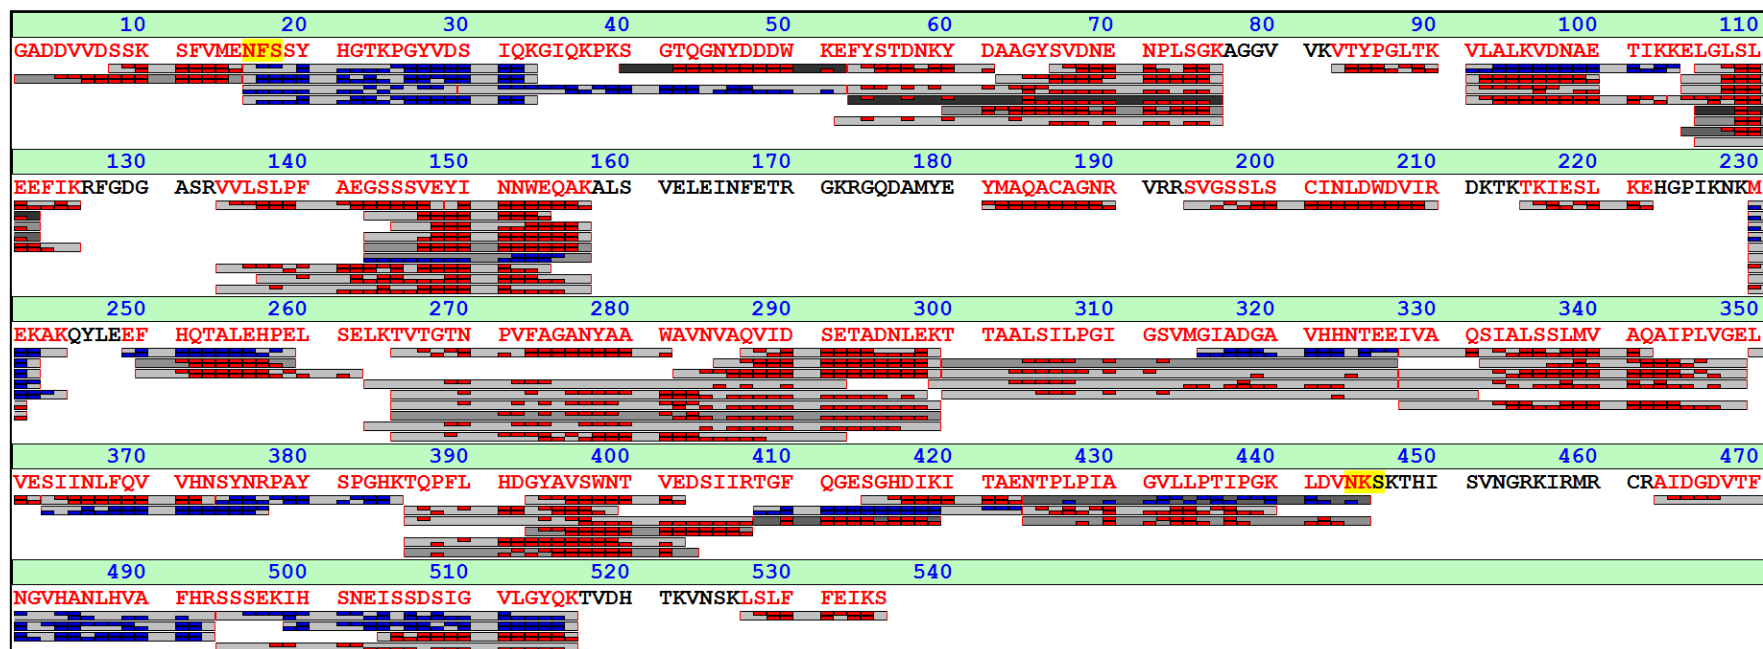 10 20 30 40 50 60 70 80 90 100 110
GADDVVDSSK SFVMENFSSY HGTKPGYVDS IQKGIQKPKS GTQGNYDDDW KEFYSTDNKY DAAGYSVDNE NPLSGKAGGV VKVTYPGLTK VLALKVDNAE TIKKELGLSL
130 140 150 160 170 180 190 200 210 220 230
EEFIKRFGDG ASRVVLSLPF AEGSSSVEYI NNWEQAKALS VELEINFETR GKRGQDAMYE YMAQACAGNR VRRSVGSSLS CINLDWDVIR DKTKTKIESL KEHGPIKNKM
250 260 270 280 290 300 310 320 330 340 350
EKAKQYLEEF HQTALEHPEL SELKTVTGTN PVFAGANYAA WAVNVAQVID SETADNLEKT TAALSILPGI GSVMGIADGA VHHNTEEIVA QSIALSSLMV AQAIPLVGEL
370 380 390 400 410 420 430 440 450 460 470
VESIINLFQV VHNSYNRPAY SPGHKTQPFL HDGYAVSWNT VEDSIIRTGF QGESGHDIKI TAENTPLPIA GVLLPTIPGK LDVNKSKTHI SVNGRKIRMR CRAIDGDVTF
490 500 510 520 530 540
NGVHANLHVA FHRSSSEKIH SNEISSDSIG VLGYQKTVDH TKVNSKLSLF FEIKS